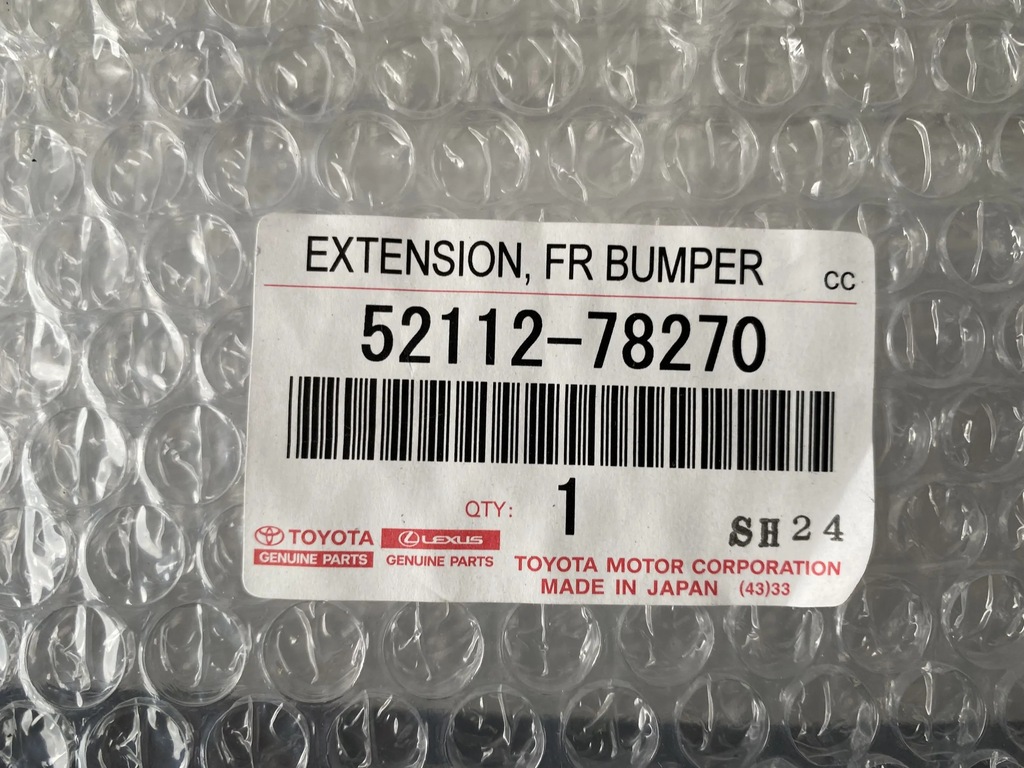 EXTENSION, FR BUMPER CC
52112-78270
QTY: 1
SH24
TOYOTA LEXUS
GENUINE PARTS GENUINE PARTS
TOYOTA MOTOR CORPORATION
MADE IN JAPAN (43)33